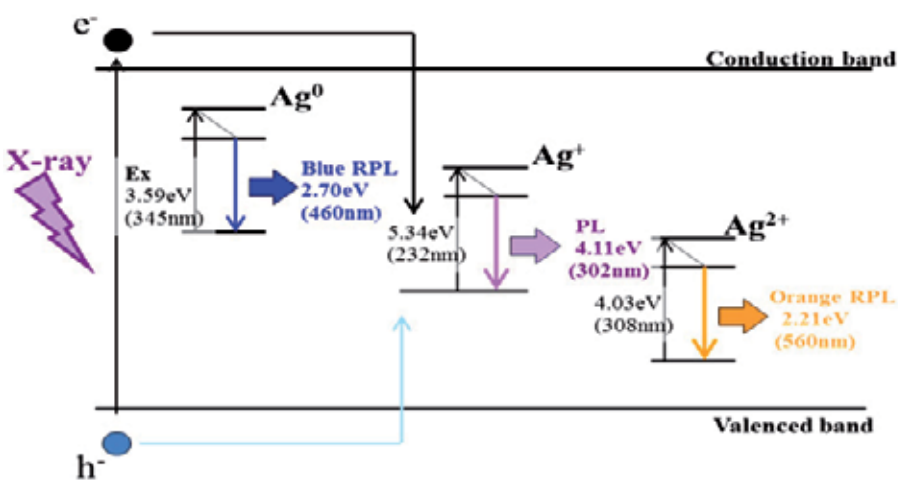 e⁻
Conduction band
Ag⁰
X-ray
Ex
3.59eV
(345nm)
Blue RPL
2.70eV
(460nm)
Ag⁺
5.34eV
(232nm)
PL
4.11eV
(302nm)
Ag²⁺
4.03eV
(308nm)
Orange RPL
2.21eV
(560nm)
Valenced band
h⁻